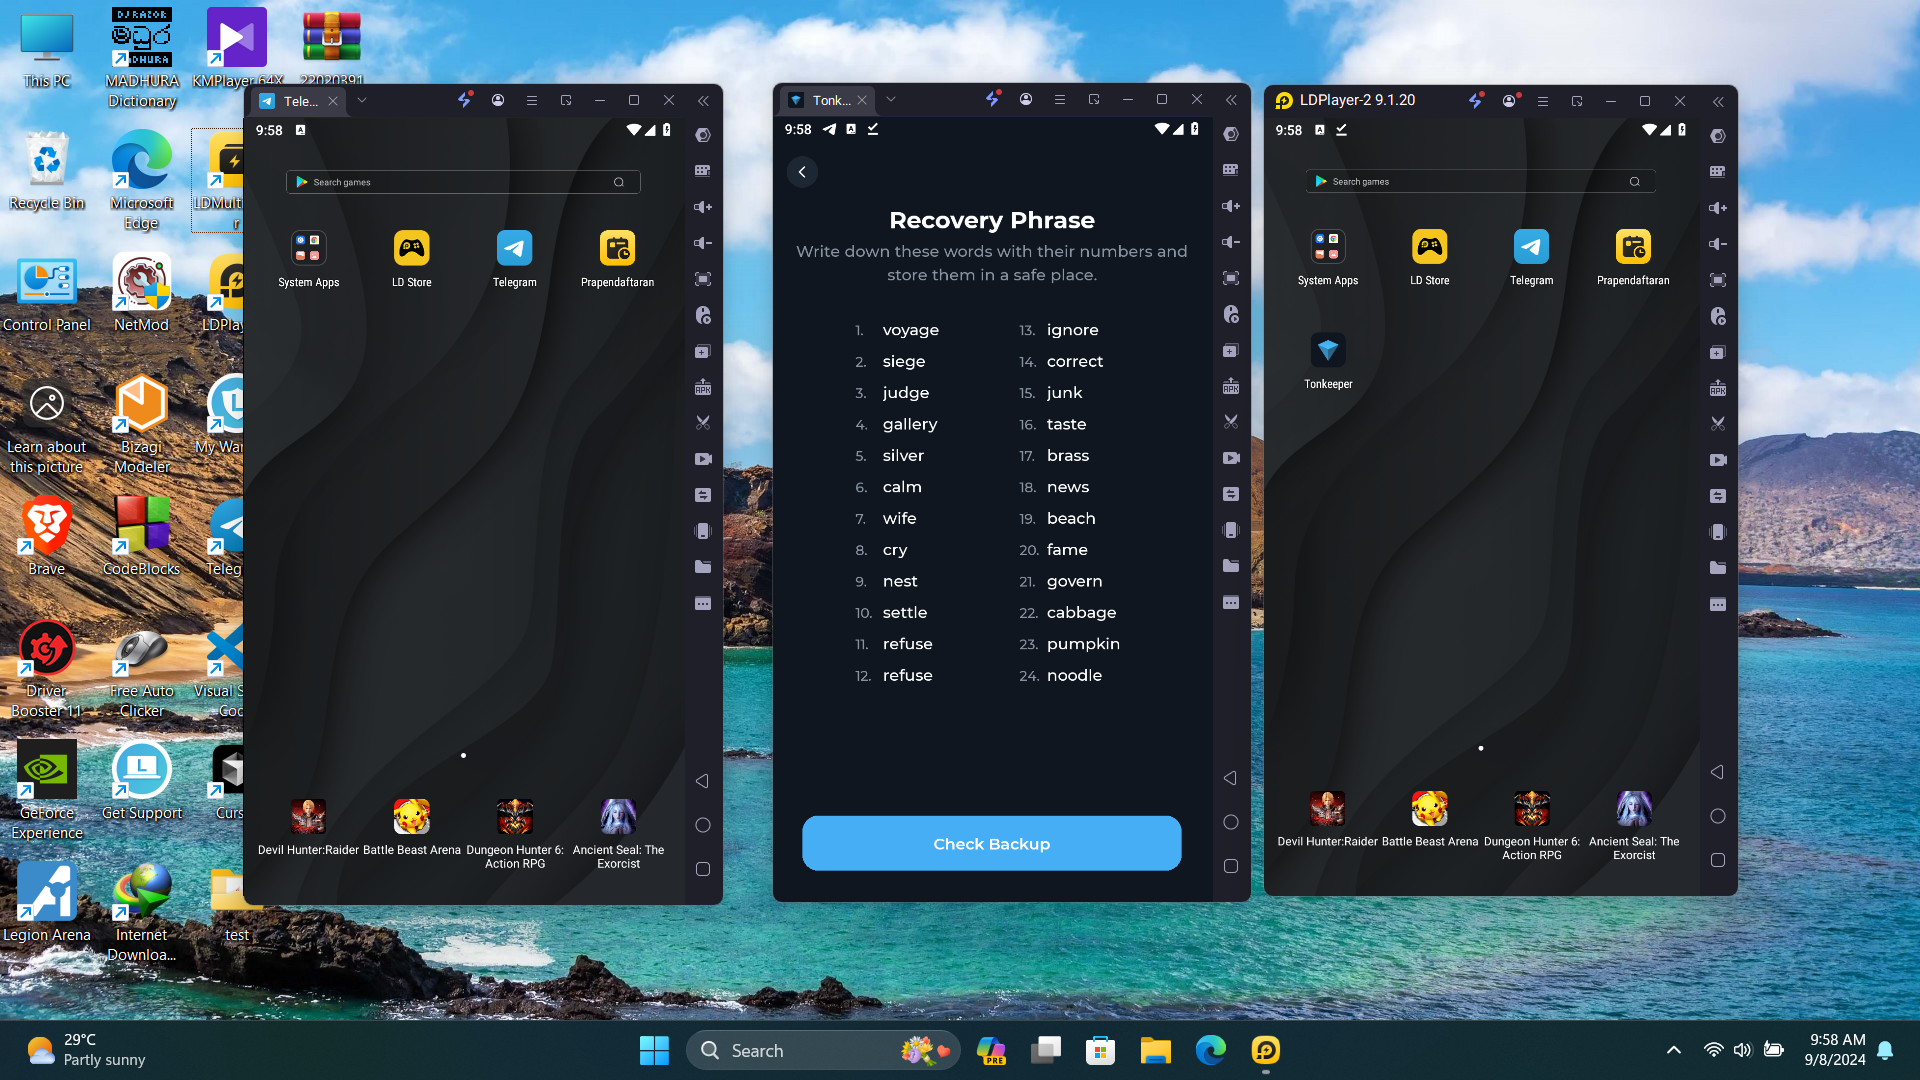 This PC
DJ RAZOR
MADHURA
MADHURA Dictionary
KMPlayer 64X
22020391
Recycle Bin
Microsoft Edge
LDMult
r
Control Panel
NetMod
LDPlay
Learn about this picture
Bizagi Modeler
My War
Brave
CodeBlocks
Teleg
Driver Booster 11
Free Auto Clicker
Visual S
Coc
GeForce Experience
Get Support
Curs
Legion Arena
Internet Downloa...
test
Tele...
9:58
Search games
System Apps
LD Store
Telegram
Prapendaftaran
Devil Hunter:Raider
Battle Beast Arena
Dungeon Hunter 6: Action RPG
Ancient Seal: The Exorcist
Tonk...
9:58
Recovery Phrase
Write down these words with their numbers and
store them in a safe place.
1. voyage
2. siege
3. judge
4. gallery
5. silver
6. calm
7. wife
8. cry
9. nest
10. settle
11. refuse
12. refuse
13. ignore
14. correct
15. junk
16. taste
17. brass
18. news
19. beach
20. fame
21. govern
22. cabbage
23. pumpkin
24. noodle
Check Backup
LDPlayer-2 9.1.20
9:58
Search games
System Apps
LD Store
Telegram
Prapendaftaran
Tonkeeper
Devil Hunter:Raider
Battle Beast Arena
Dungeon Hunter 6: Action RPG
Ancient Seal: The Exorcist
29°C
Partly sunny
Search
PRE
9:58 AM
9/8/2024